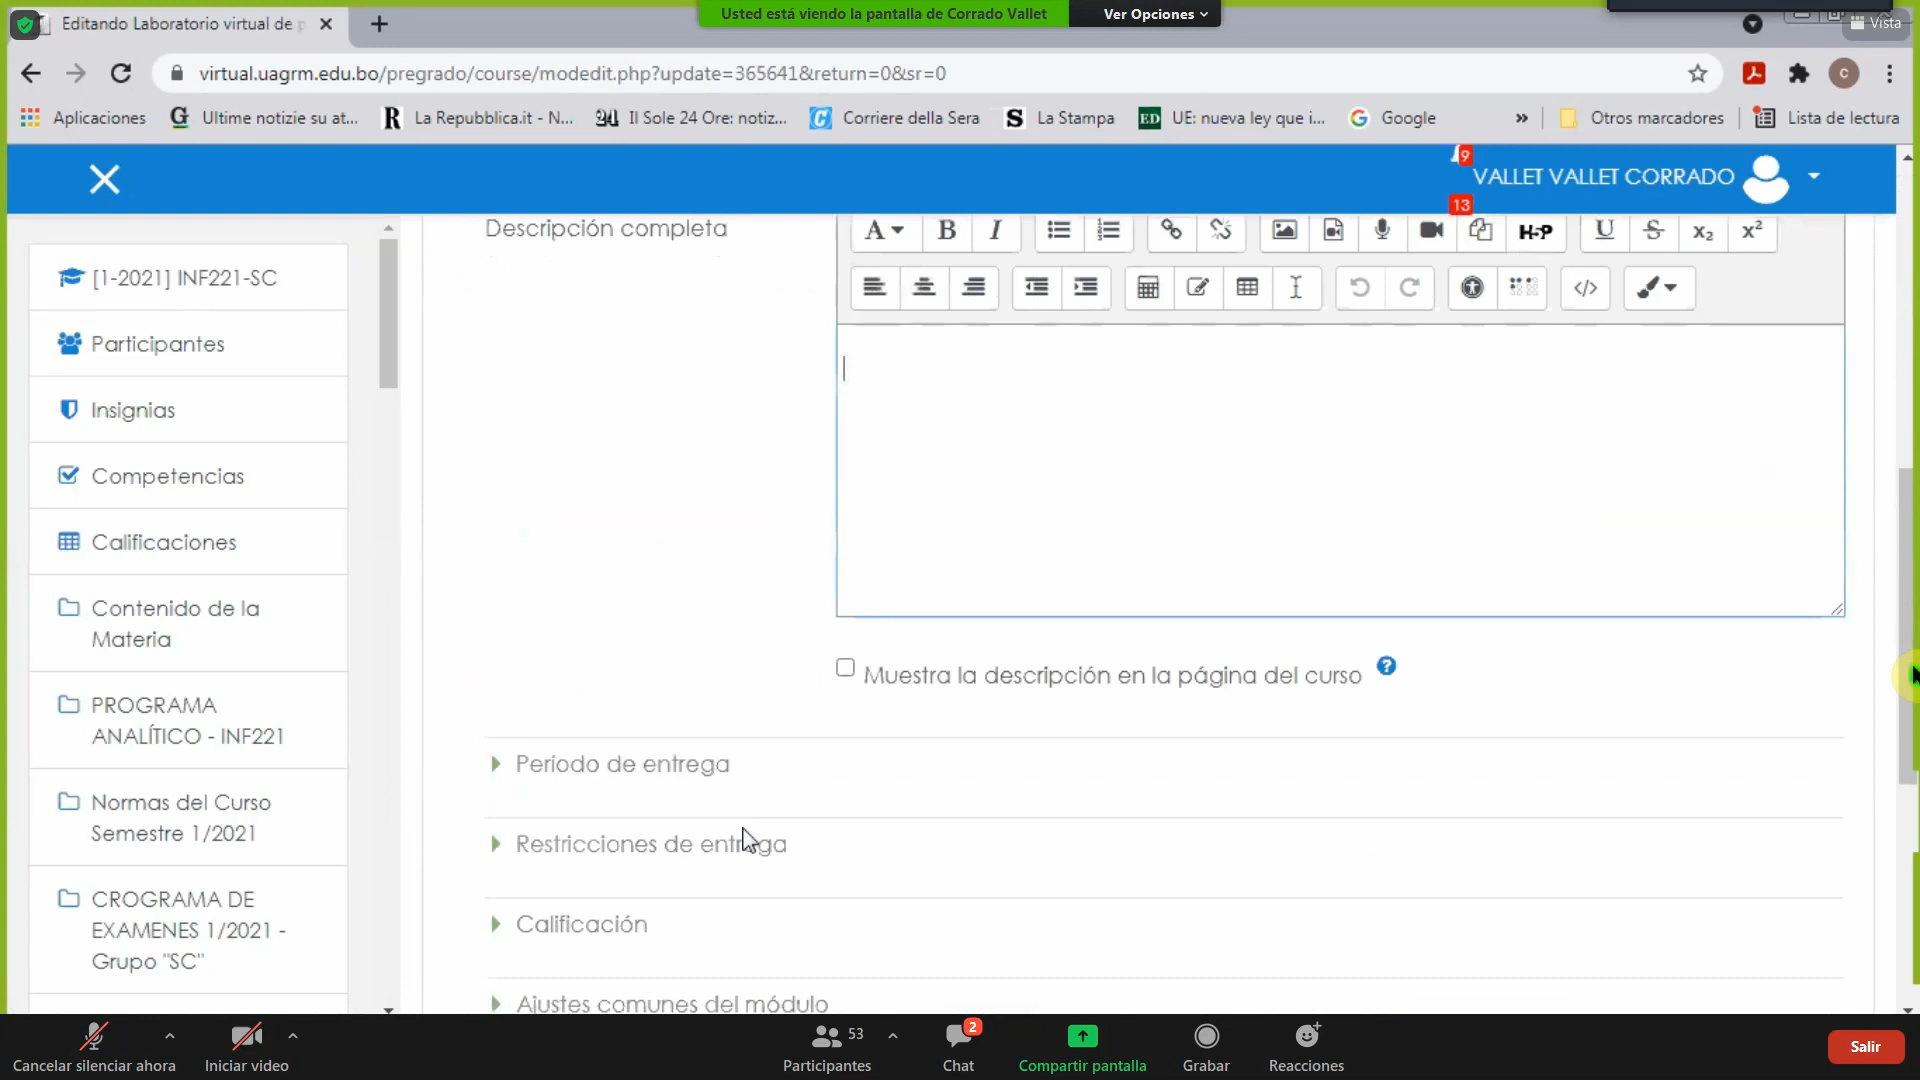 Usted está viendo la pantalla de Corrado Vallet
Ver Opciones
Editando Laboratorio virtual de p
Vista
virtual.uagrm.edu.bo/pregrado/course/modedit.php?update=365641&return=0&sr=0
C
Aplicaciones
G Ultime notizie su at...
R La Repubblica.it - N...
24 Il Sole 24 Ore: notiz...
C Corriere della Sera
S La Stampa
ED UE: nueva ley que i...
G Google
»
Otros marcadores
Lista de lectura
9
VALLET VALLET CORRADO
13
[1-2021] INF221-SC
Participantes
Insignias
Competencias
Calificaciones
Contenido de la
Materia
PROGRAMA
ANALÍTICO - INF221
Normas del Curso
Semestre 1/2021
CROGRAMA DE
EXAMENES 1/2021 -
Grupo "SC"
Descripción completa
A B I H-P U S x₂ x²
</>
Muestra la descripción en la página del curso ?
Período de entrega
Restricciones de entrega
Calificación
Ajustes comunes del módulo
Cancelar silenciar ahora
Iniciar video
53
Participantes
2
Chat
Compartir pantalla
Grabar
Reacciones
Salir